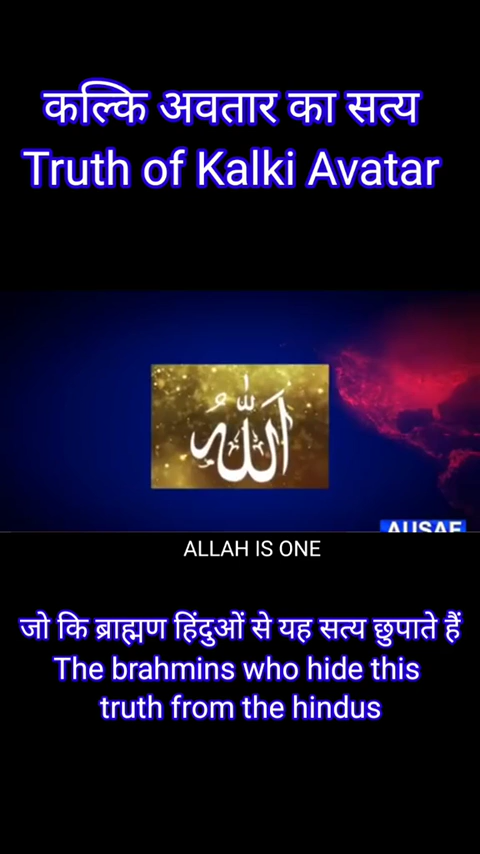 कल्कि अवतार का सत्य
Truth of Kalki Avatar
الله
AUSAF
ALLAH IS ONE
जो कि ब्राह्मण हिंदुओं से यह सत्य छुपाते हैं
The brahmins who hide this
truth from the hindus